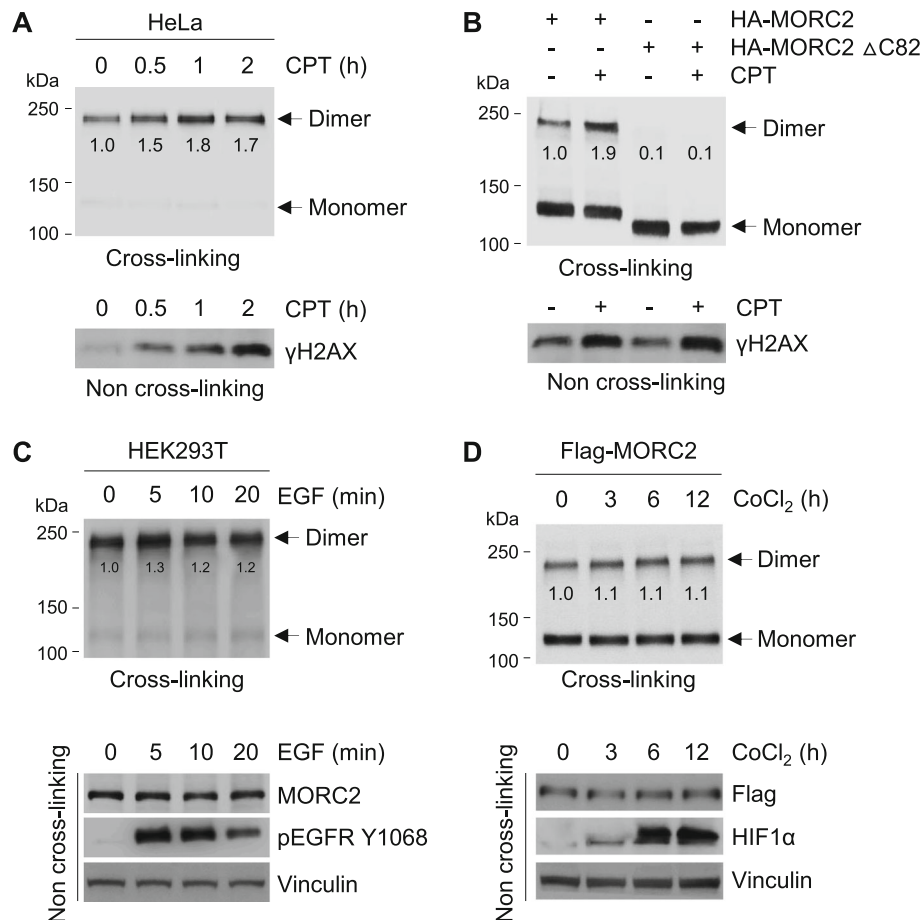 A
HeLa
0 0.5 1 2 CPT (h)
kDa
250
Dimer
1.0 1.5 1.8 1.7
150
Monomer
100
Cross-linking
0 0.5 1 2 CPT (h)
γH2AX
Non cross-linking
B
+ + - - HA-MORC2
- - + + HA-MORC2 △C82
- + - + CPT
kDa
250
Dimer
1.0 1.9 0.1 0.1
150
Monomer
100
Cross-linking
- + - + CPT
γH2AX
Non cross-linking
C
HEK293T
0 5 10 20 EGF (min)
kDa
250
Dimer
1.0 1.3 1.2 1.2
150
Monomer
100
Cross-linking
Non cross-linking
0 5 10 20 EGF (min)
MORC2
pEGFR Y1068
Vinculin
D
Flag-MORC2
0 3 6 12 CoCl₂ (h)
kDa
250
Dimer
1.0 1.1 1.1 1.1
150
Monomer
100
Cross-linking
Non cross-linking
0 3 6 12 CoCl₂ (h)
Flag
HIF1α
Vinculin